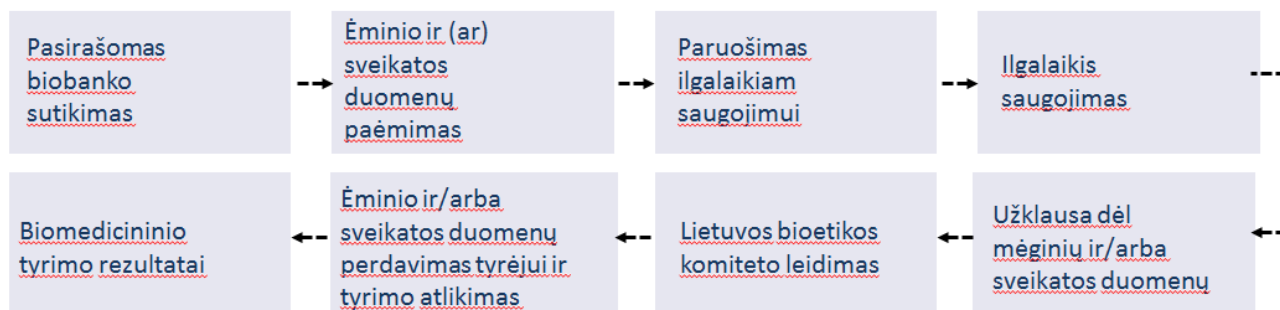 Pasirašomas
biobanko
sutikimas
Ėminio ir (ar)
sveikatos
duomenų
paėmimas
Paruošimas
ilgalaikiam
saugojimui
Ilgalaikis
saugojimas
Užklausa dėl
mėginių ir/arba
sveikatos duomenų
Lietuvos bioetikos
komiteto leidimas
Ėminio ir/arba
sveikatos duomenų
perdavimas tyrėjui ir
tyrimo atlikimas
Biomedicininio
tyrimo rezultatai